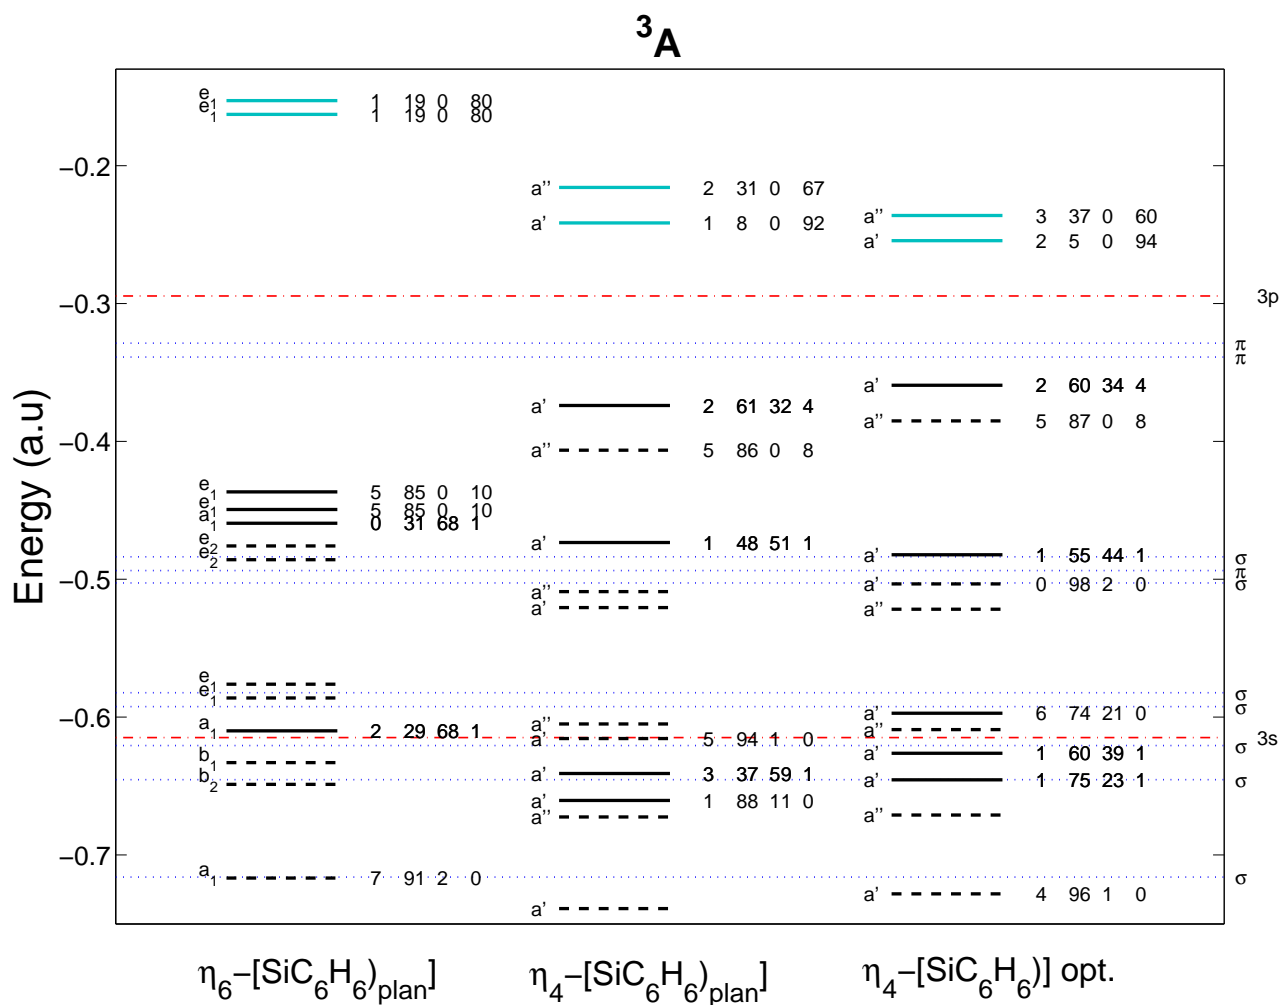 ³A
Energy (a.u)
−0.2
−0.3
−0.4
−0.5
−0.6
−0.7
e₁ 1 19 0 80
e₁ 1 19 0 80
e₁ 5 85 0 10
e₁ 5 85 0 10
a₁ 0 31 68 1
e₂
e₂
e₁
e₁
a₁ 2 29 68 1
b₁
b₂
a₁ 7 91 2 0
a'' 2 31 0 67
a' 1 8 0 92
a' 2 61 32 4
a'' 5 86 0 8
a' 1 48 51 1
a''
a'
a''
a' 5 94 1 0
a' 3 37 59 1
a' 1 88 11 0
a''
a'
a'' 3 37 0 60
a' 2 5 0 94
a' 2 60 34 4
a'' 5 87 0 8
a' 1 55 44 1
a' 0 98 2 0
a''
a' 6 74 21 0
a''
a' 1 60 39 1
a' 1 75 23 1
a''
a' 4 96 1 0
3p
π
π
σ
π
σ
σ
σ
3s
σ
σ
σ
η₆−[SiC₆H₆)plan]
η₄−[SiC₆H₆)plan]
η₄−[SiC₆H₆)] opt.